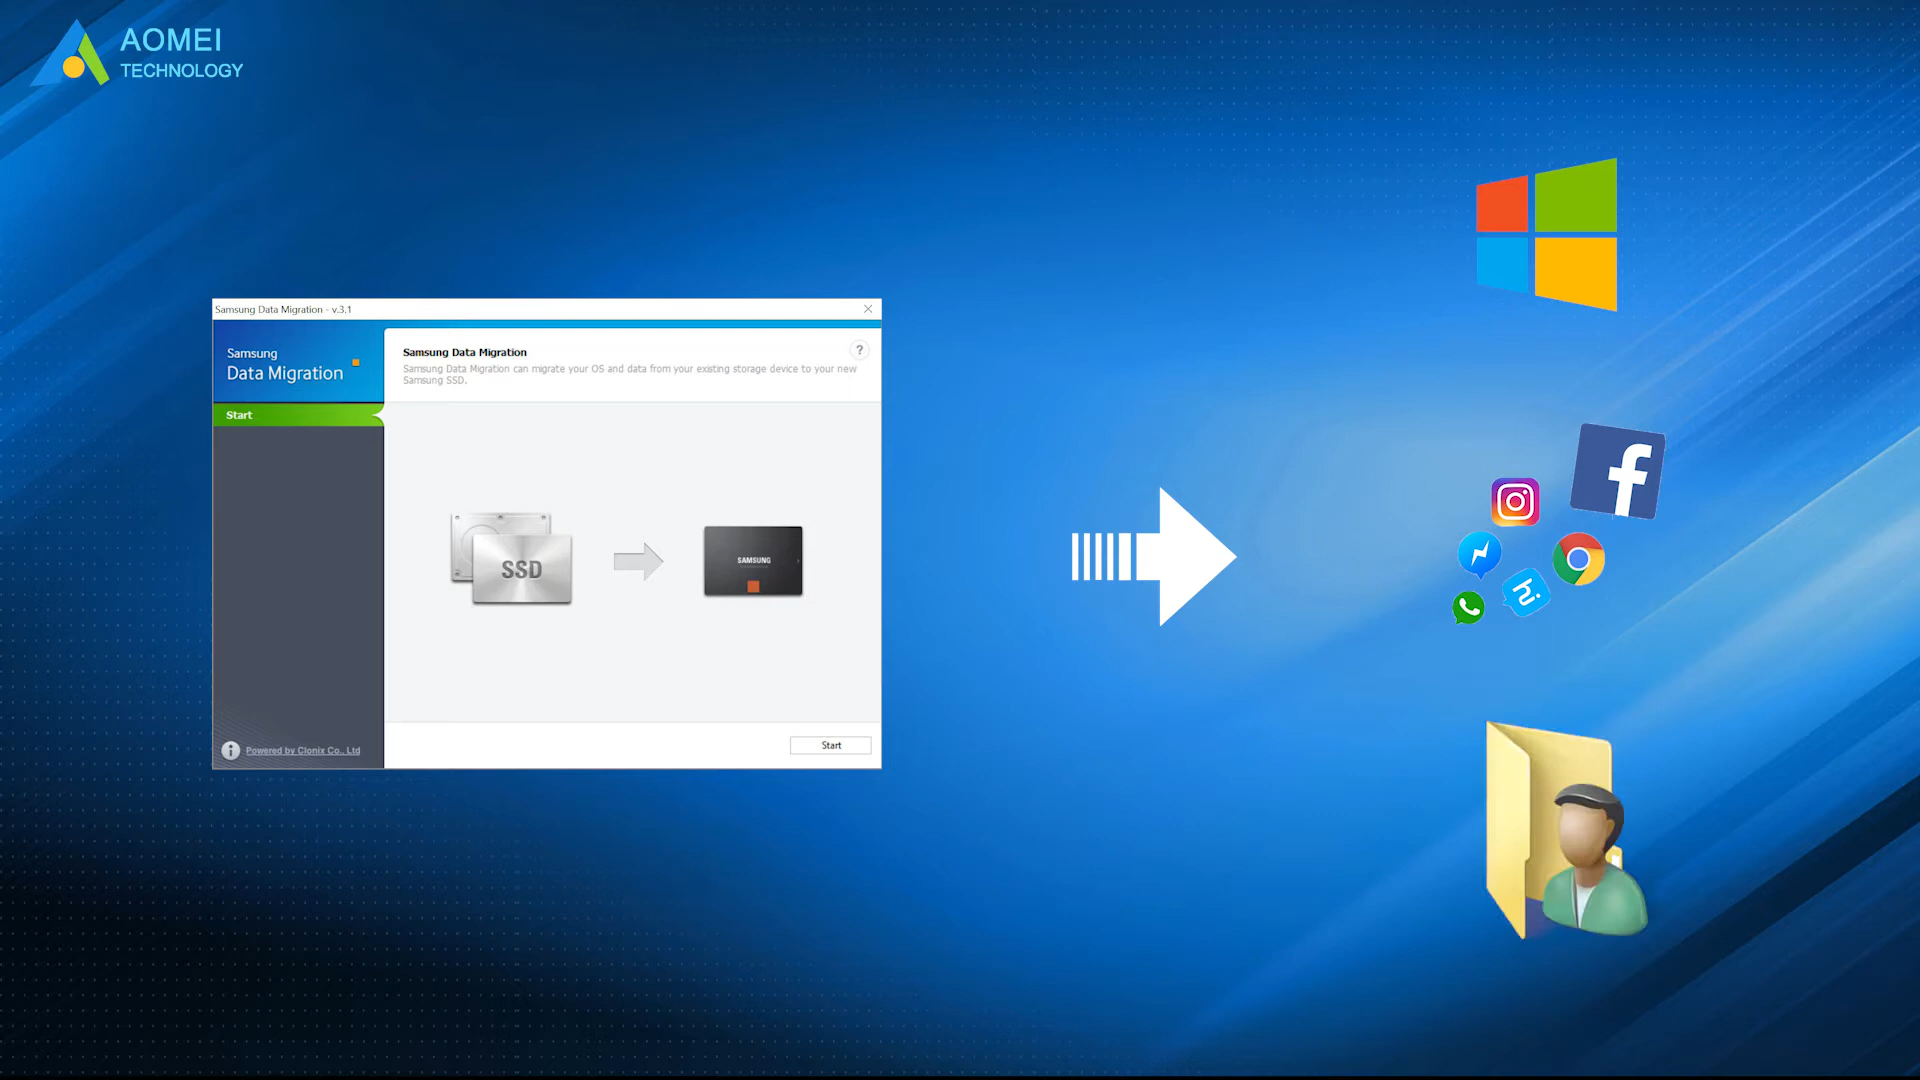 AOMEI
TECHNOLOGY
Samsung Data Migration - v.3.1
Samsung
Data Migration
Samsung Data Migration
?
Samsung Data Migration can migrate your OS and data from your existing storage device to your new
Samsung SSD.
Start
SSD
SAMSUNG
Powered by Clonix Co., Ltd
Start